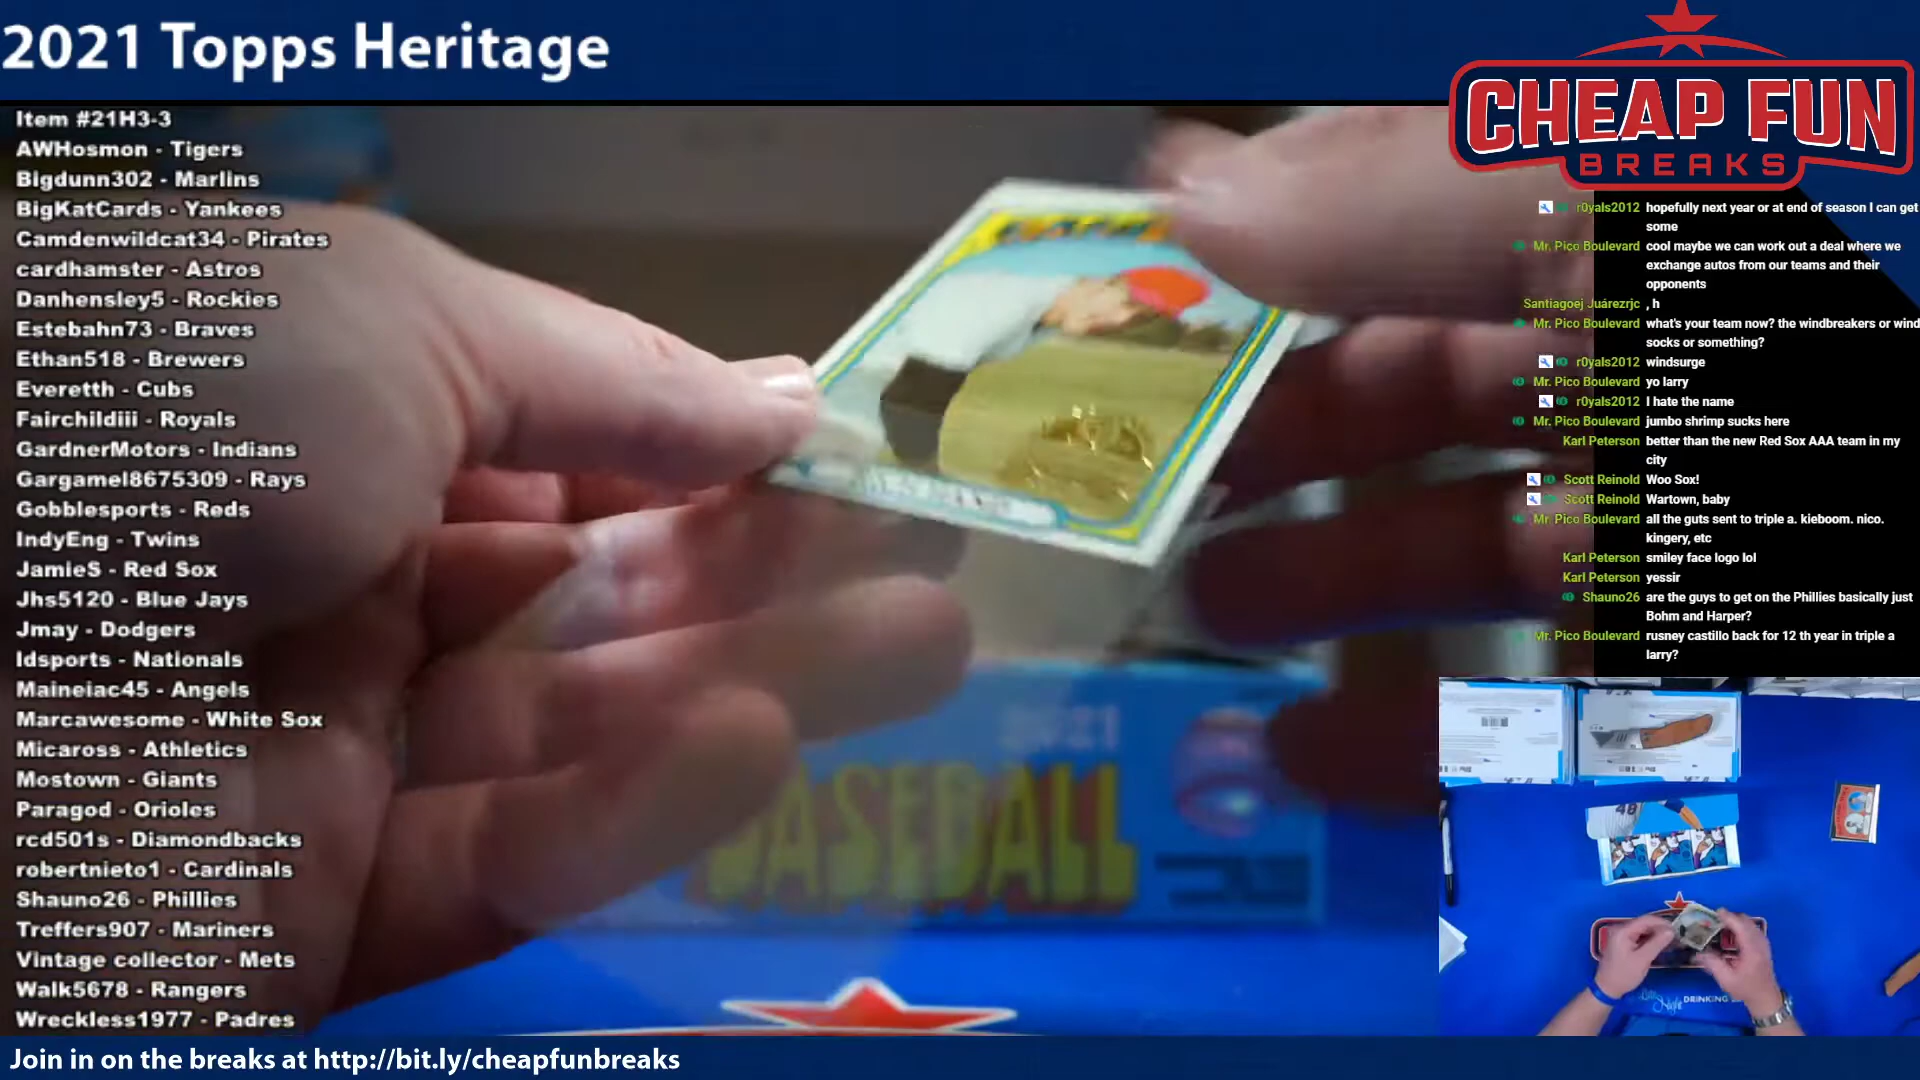 2021 Topps Heritage
CHEAP FUN
BREAKS
Item #21H3-3
AWHosmon - Tigers
Bigdunn302 - Marlins
BigKatCards - Yankees
Camdenwildcat34 - Pirates
cardhamster - Astros
Danhensley5 - Rockies
Estebahn73 - Braves
Ethan518 - Brewers
Everetth - Cubs
Fairchildiii - Royals
GardnerMotors - Indians
Gargamel8675309 - Rays
Gobblesports - Reds
IndyEng - Twins
JamieS - Red Sox
Jhs5120 - Blue Jays
Jmay - Dodgers
ldsports - Nationals
Maineiac45 - Angels
Marcawesome - White Sox
Micaross - Athletics
Mostown - Giants
Paragod - Orioles
rcd501s - Diamondbacks
robertnieto1 - Cardinals
Shauno26 - Phillies
Treffers907 - Mariners
Vintage collector - Mets
Walk5678 - Rangers
Wreckless1977 - Padres
r0yals2012 hopefully next year or at end of season I can get
some
Mr. Pico Boulevard cool maybe we can work out a deal where we
exchange autos from our teams and their
opponents
Santiagoej Juárezrjc , h
Mr. Pico Boulevard what's your team now? the windbreakers or wind
socks or something?
r0yals2012 windsurge
Mr. Pico Boulevard yo larry
r0yals2012 I hate the name
Mr. Pico Boulevard jumbo shrimp sucks here
Karl Peterson better than the new Red Sox AAA team in my
city
Scott Reinold Woo Sox!
Scott Reinold Wartown, baby
Mr. Pico Boulevard all the guts sent to triple a. kieboom. nico.
kingery, etc
Karl Peterson smiley face logo lol
Karl Peterson yessir
Shauno26 are the guys to get on the Phillies basically just
Bohm and Harper?
Mr. Pico Boulevard rusney castillo back for 12 th year in triple a
larry?
2021
BASEBALL
48
Night DRINKING
Join in on the breaks at http://bit.ly/cheapfunbreaks